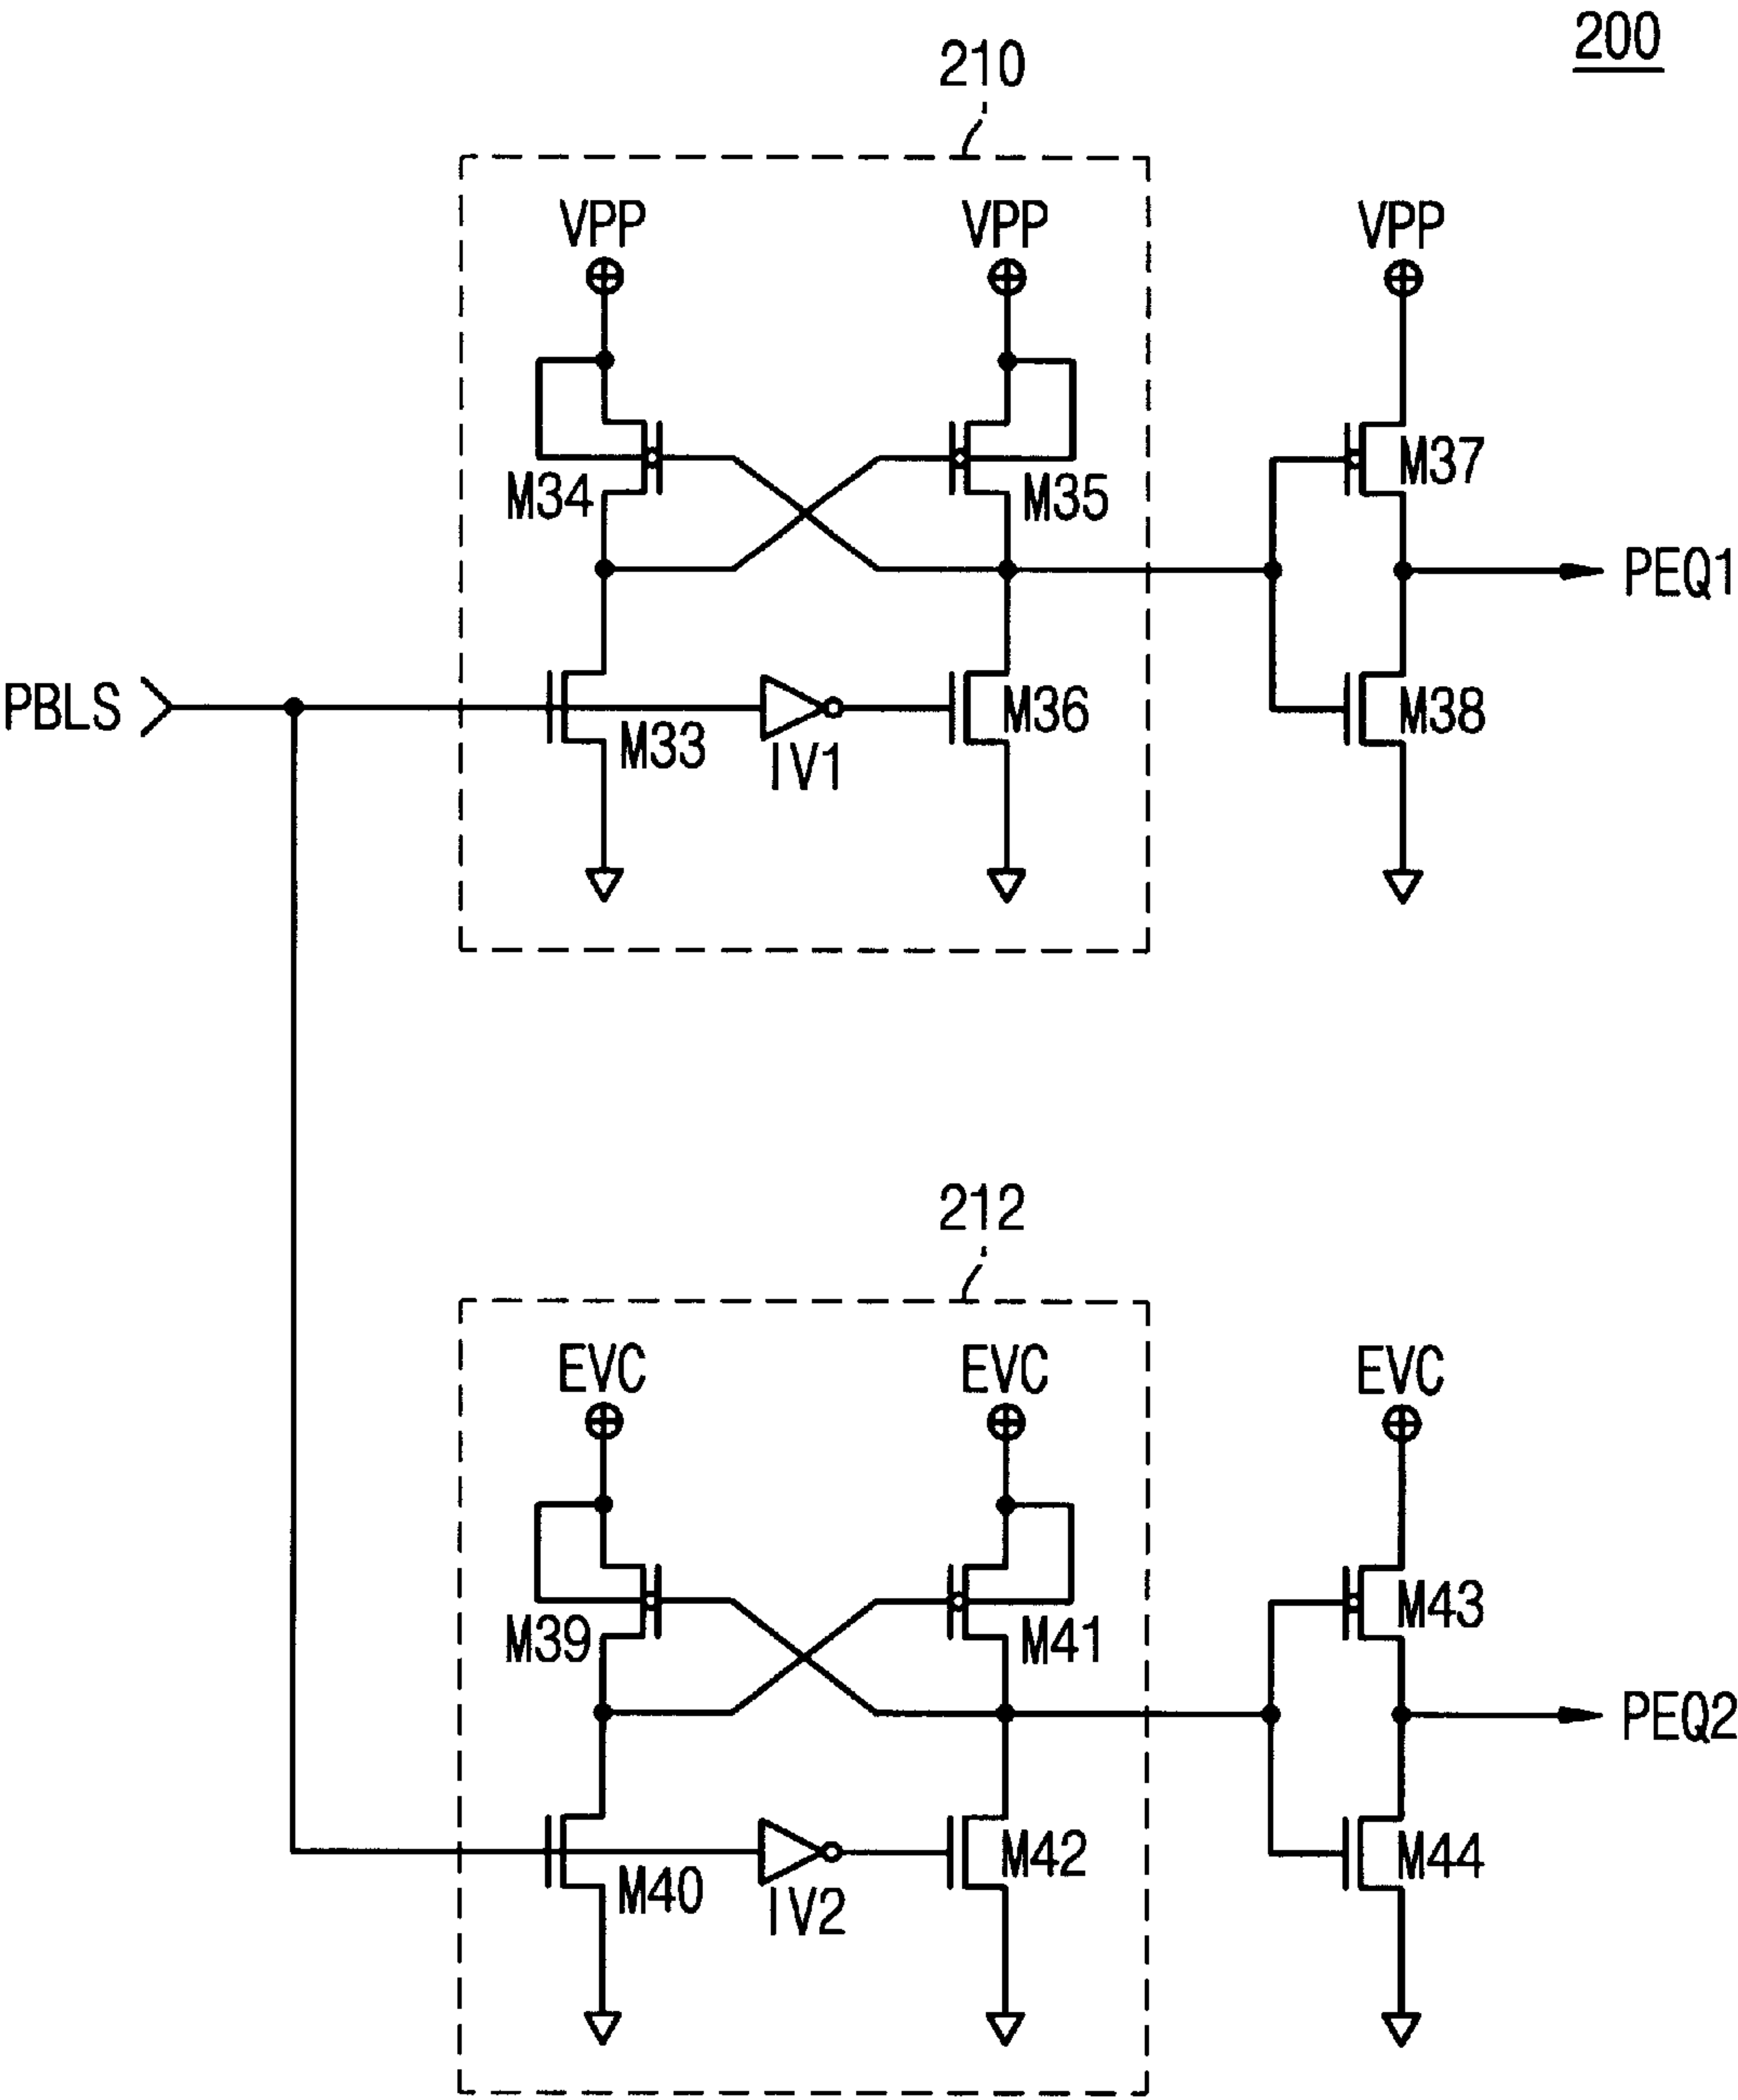 200
210
VPP VPP VPP
M34 M35 M37
PEQ1
PBLS M33 IV1 M36 M38
212
EVC EVC EVC
M39 M41 M43
PEQ2
M40 IV2 M42 M44